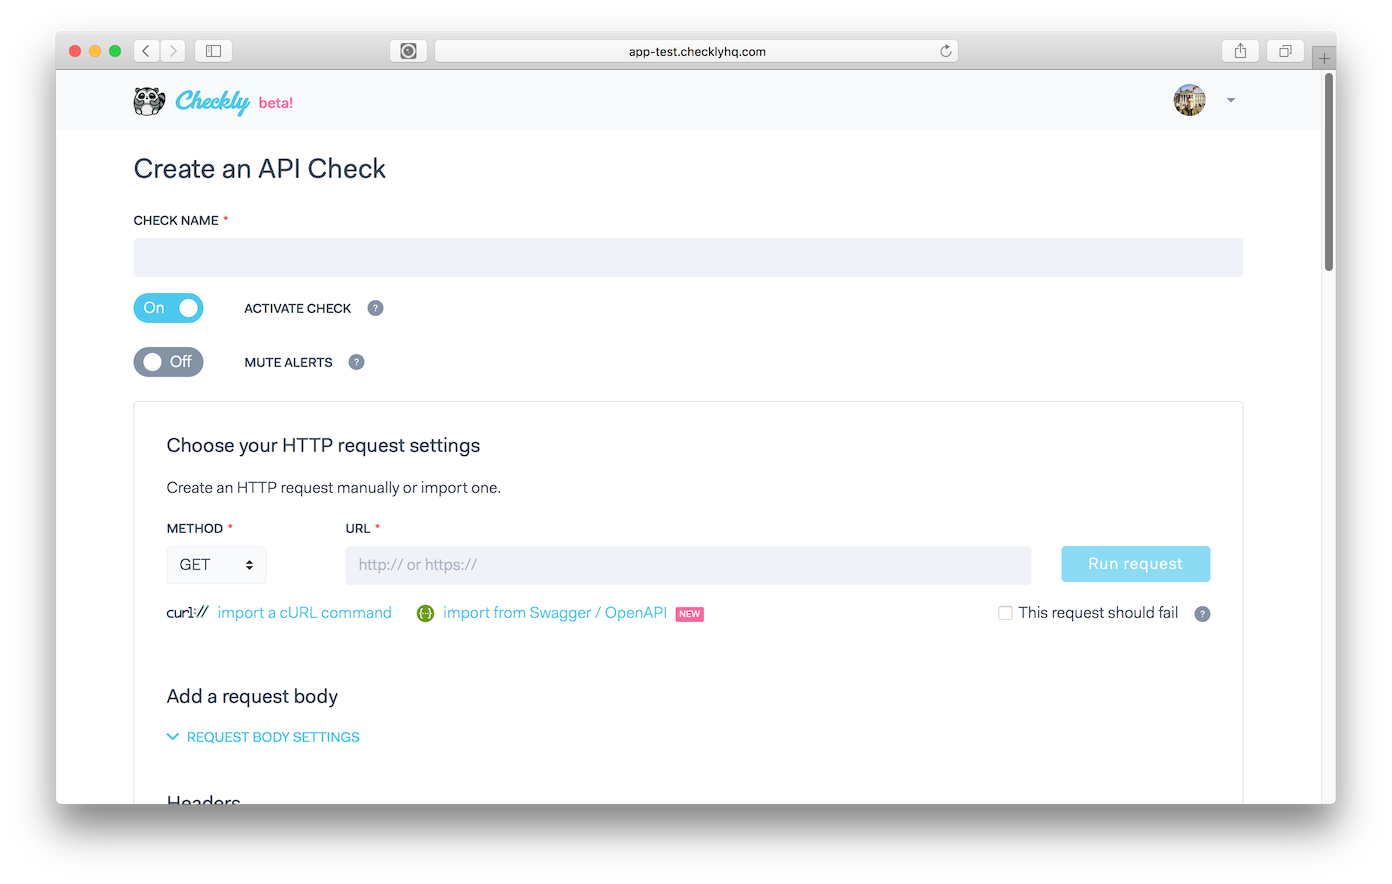 app-test.checklyhq.com
Checkly beta!
Create an API Check
CHECK NAME *
On ACTIVATE CHECK ?
Off MUTE ALERTS ?
Choose your HTTP request settings
Create an HTTP request manually or import one.
METHOD * URL *
GET http:// or https:// Run request
curl:// import a cURL command {···} import from Swagger / OpenAPI NEW This request should fail ?
Add a request body
REQUEST BODY SETTINGS
Headers